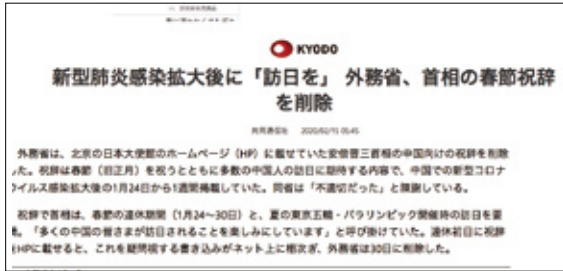 KYODO
新型肺炎感染拡大後に「訪日を」 外務省、首相の春節祝辞
を削除
共同通信社 2020/02/15 05:45
外務省は、北京の日本大使館のホームページ(HP)に載せていた安倍晋三首相の中国向けの祝辞を削除
した。祝辞は春節(旧正月)を祝うとともに多数の中国人の訪日に期待する内容で、中国での新型コロナ
ウイルス感染拡大後の1月24日から1週間掲載していた。同省は「不適切だった」と陳謝している。
祝辞で首相は、春節の連休期間(1月24〜30日)と、夏の東京五輪・パラリンピック開催時の訪日を要
「多くの中国の皆さまが訪日されることを楽しみにしています」と呼び掛けていた。連休初日に祝辞
をHPに載せると、これを疑問視する書き込みがネット上に相次ぎ、外務省は30日に削除した。